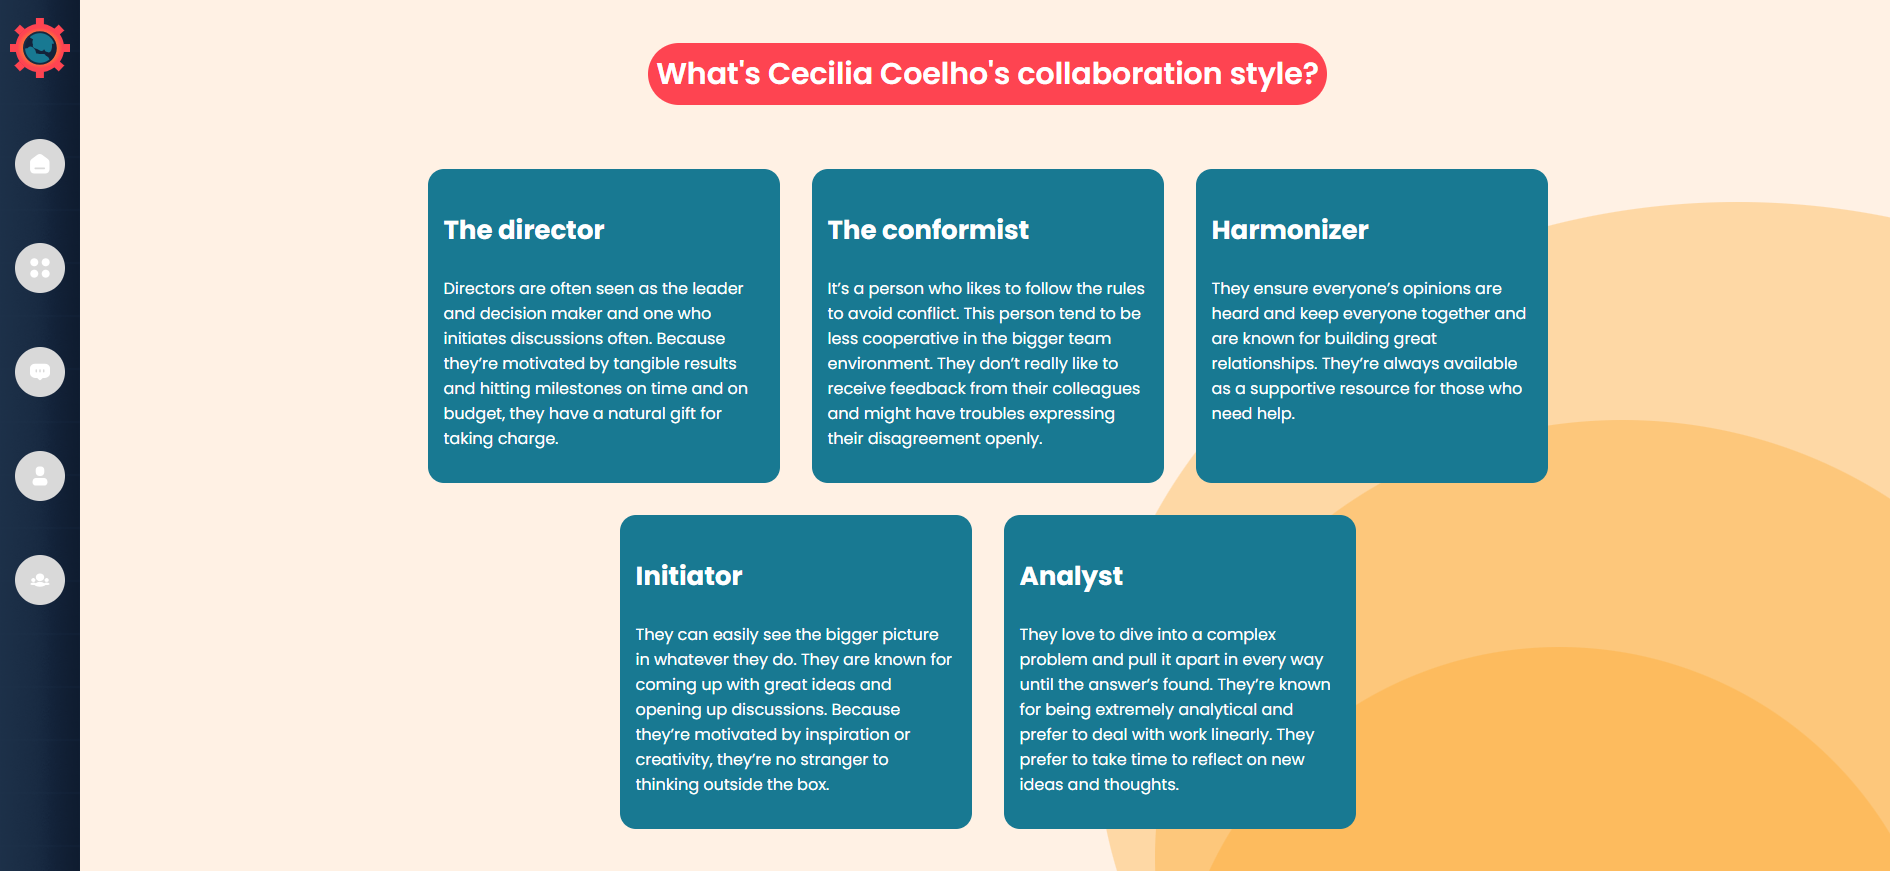 What's Cecilia Coelho's collaboration style?
The director
Directors are often seen as the leader
and decision maker and one who
initiates discussions often. Because
they’re motivated by tangible results
and hitting milestones on time and on
budget, they have a natural gift for
taking charge.
The conformist
It’s a person who likes to follow the rules
to avoid conflict. This person tend to be
less cooperative in the bigger team
environment. They don’t really like to
receive feedback from their colleagues
and might have troubles expressing
their disagreement openly.
Harmonizer
They ensure everyone’s opinions are
heard and keep everyone together and
are known for building great
relationships. They’re always available
as a supportive resource for those who
need help.
Initiator
They can easily see the bigger picture
in whatever they do. They are known for
coming up with great ideas and
opening up discussions. Because
they’re motivated by inspiration or
creativity, they’re no stranger to
thinking outside the box.
Analyst
They love to dive into a complex
problem and pull it apart in every way
until the answer’s found. They’re known
for being extremely analytical and
prefer to deal with work linearly. They
prefer to take time to reflect on new
ideas and thoughts.